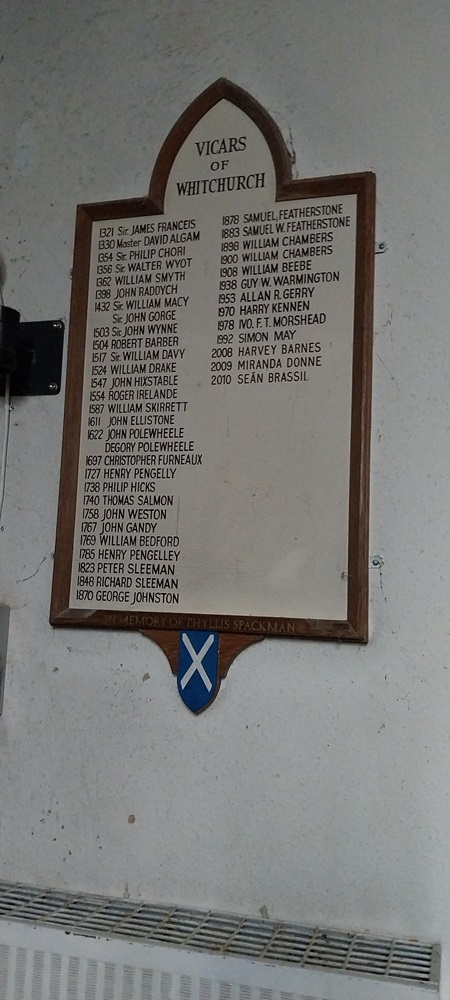 VICARS
OF
WHITCHURCH
1321 Sir. JAMES FRANCEIS
1330 Master DAVID ALGAM
1354 Sir. PHILIP CHORI
1356 Sir WALTER WYOT
1362 WILLIAM SMYTH
1398 JOHN RADDYCH
1432 Sir. WILLIAM MACY
Sir. JOHN GORGE
1503 Sir JOHN WYNNE
1504 ROBERT BARBER
1517 Sir. WILLIAM DAVY
1524 WILLIAM DRAKE
1547 JOHN HIXSTABLE
1554 ROGER IRELANDE
1587 WILLIAM SKIRRETT
1611 JOHN ELLISTONE
1622 JOHN POLEWHEELE
DEGORY POLEWHEELE
1697 CHRISTOPHER FURNEAUX
1727 HENRY PENGELLY
1738 PHILIP HICKS
1740 THOMAS SALMON
1758 JOHN WESTON
1767 JOHN GANDY
1769 WILLIAM BEDFORD
1785 HENRY PENGELLEY
1823 PETER SLEEMAN
1848 RICHARD SLEEMAN
1870 GEORGE JOHNSTON
1878 SAMUEL, FEATHERSTONE
1883 SAMUEL W. FEATHERSTONE
1898 WILLIAM CHAMBERS
1900 WILLIAM CHAMBERS
1908 WILLIAM BEEBE
1938 GUY W. WARMINGTON
1953 ALLAN R. GERRY
1970 HARRY KENNEN
1978 IVO. F. T. MORSHEAD
1992 SIMON MAY
2008 HARVEY BARNES
2009 MIRANDA DONNE
2010 SEÁN BRASSIL
IN MEMORY OF PHYLLIS SPACKMAN